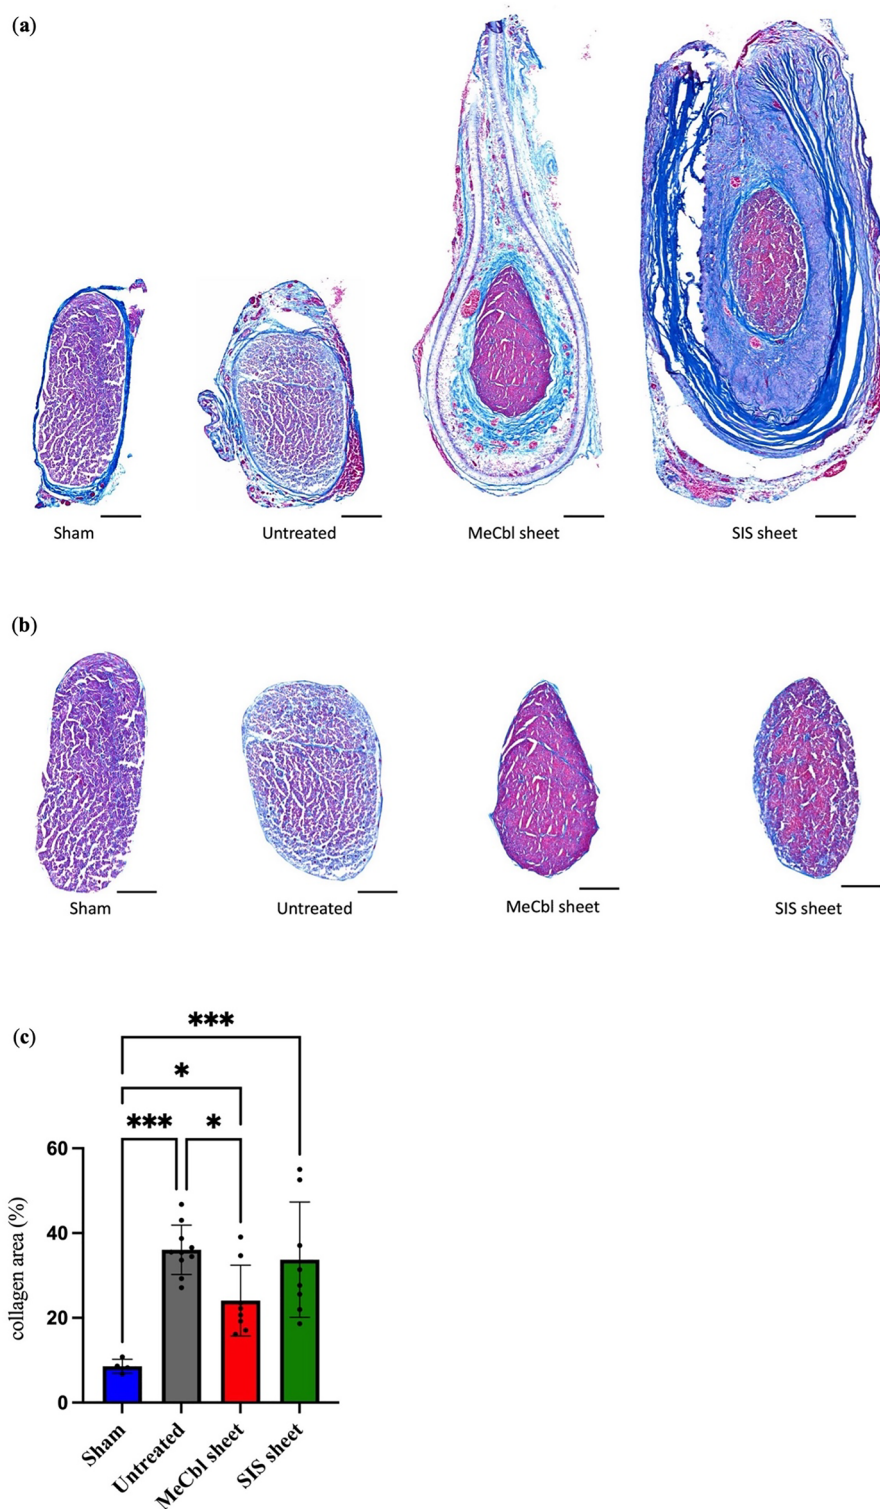 (a)
Sham
Untreated
MeCbl sheet
SIS sheet
(b)
Sham
Untreated
MeCbl sheet
SIS sheet
(c)
***
*
***
*
60
40
20
0
collagen area (%)
Sham
Untreated
MeCbl sheet
SIS sheet